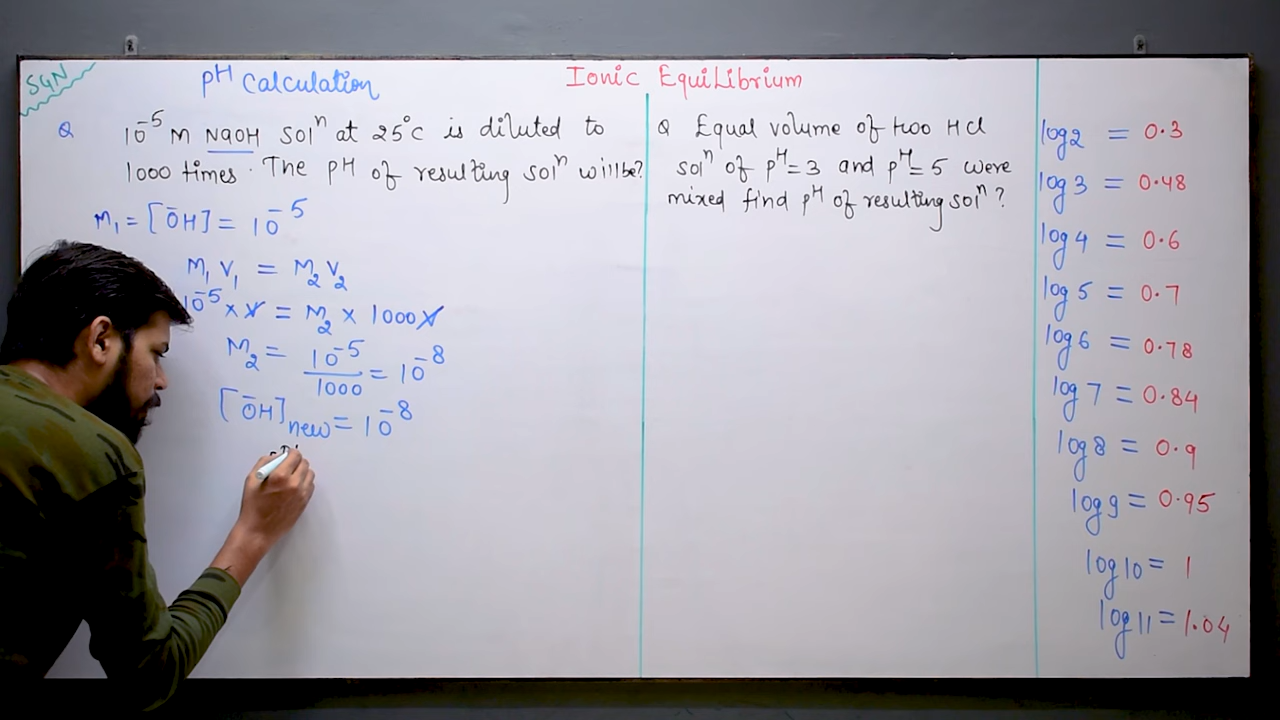 SGN
pH Calculation
Ionic Equilibrium
Q 10⁻⁵ M NaOH solⁿ at 25°C is diluted to
1000 times. The pH of resulting solⁿ will be?
M₁ = [ŌH] = 10⁻⁵
M₁V₁ = M₂V₂
10⁻⁵ × V = M₂ × 1000V
M₂ = 10⁻⁵/1000 = 10⁻⁸
[ŌH]new = 10⁻⁸
Q Equal volume of two HCl
solⁿ of pH = 3 and pH = 5 were
mixed find pH of resulting solⁿ?
log 2 = 0.3
log 3 = 0.48
log 4 = 0.6
log 5 = 0.7
log 6 = 0.78
log 7 = 0.84
log 8 = 0.9
log 9 = 0.95
log 10 = 1
log 11 = 1.04